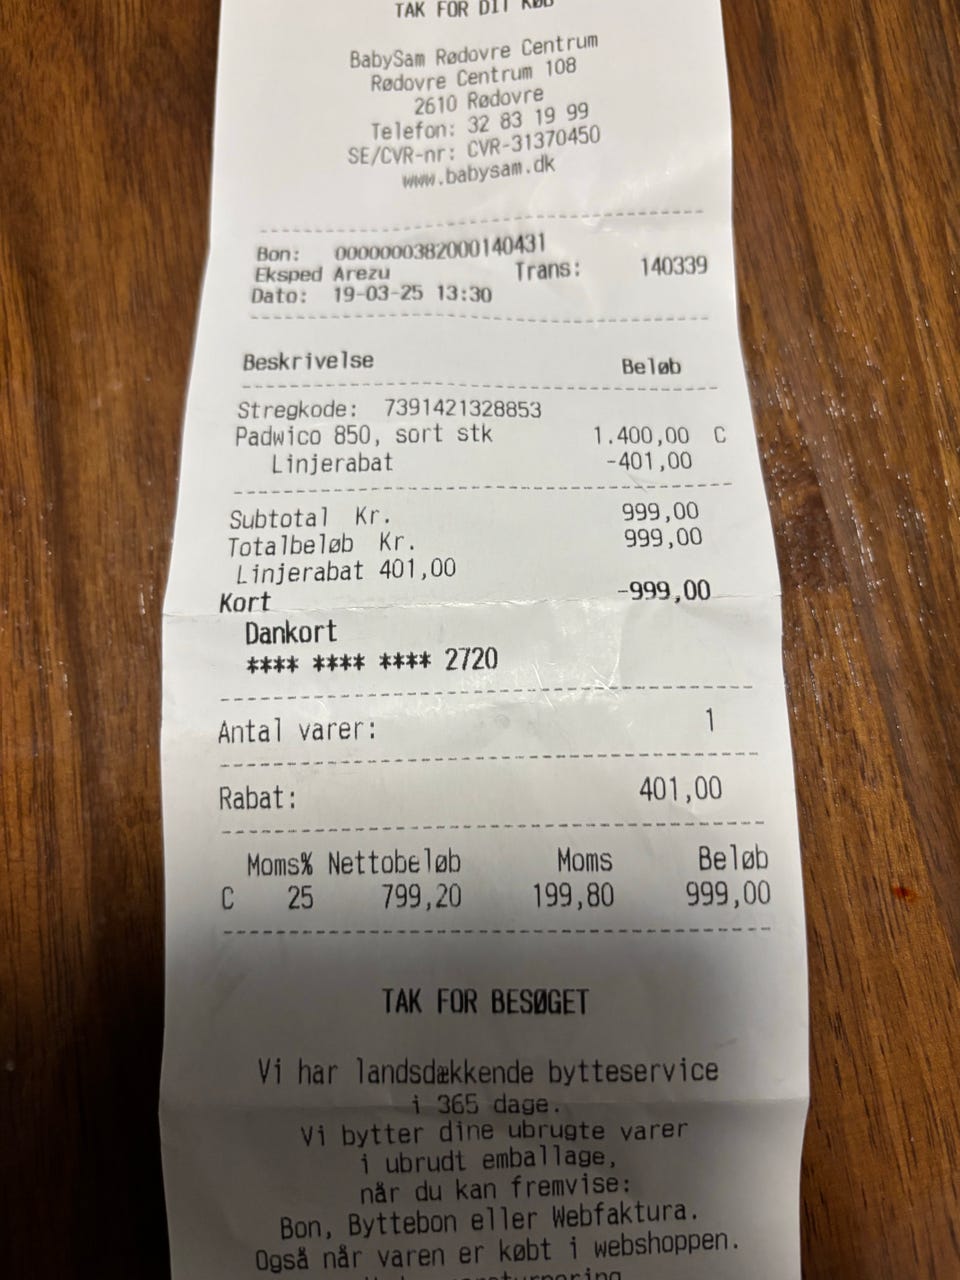 TAK FOR DIT KØB
BabySam Rødovre Centrum
Rødovre Centrum 108
2610 Rødovre
Telefon: 32 83 19 99
SE/CVR-nr: CVR-31370450
www.babysam.dk
Bon: 0000000382000140431
Eksped Arezu Trans: 140339
Dato: 19-03-25 13:30
Beskrivelse Beløb
Stregkode: 7391421328853
Padwico 850, sort stk 1.400,00 C
Linjerabat -401,00
Subtotal Kr. 999,00
Totalbeløb Kr. 999,00
Linjerabat 401,00
Kort -999,00
Dankort
**** **** **** 2720
Antal varer: 1
Rabat: 401,00
Moms% Nettobeløb Moms Beløb
C 25 799,20 199,80 999,00
TAK FOR BESØGET
Vi har landsdækkende bytteservice
i 365 dage.
Vi bytter dine ubrugte varer
i ubrudt emballage,
når du kan fremvise:
Bon, Byttebon eller Webfaktura.
Også når varen er købt i webshoppen.